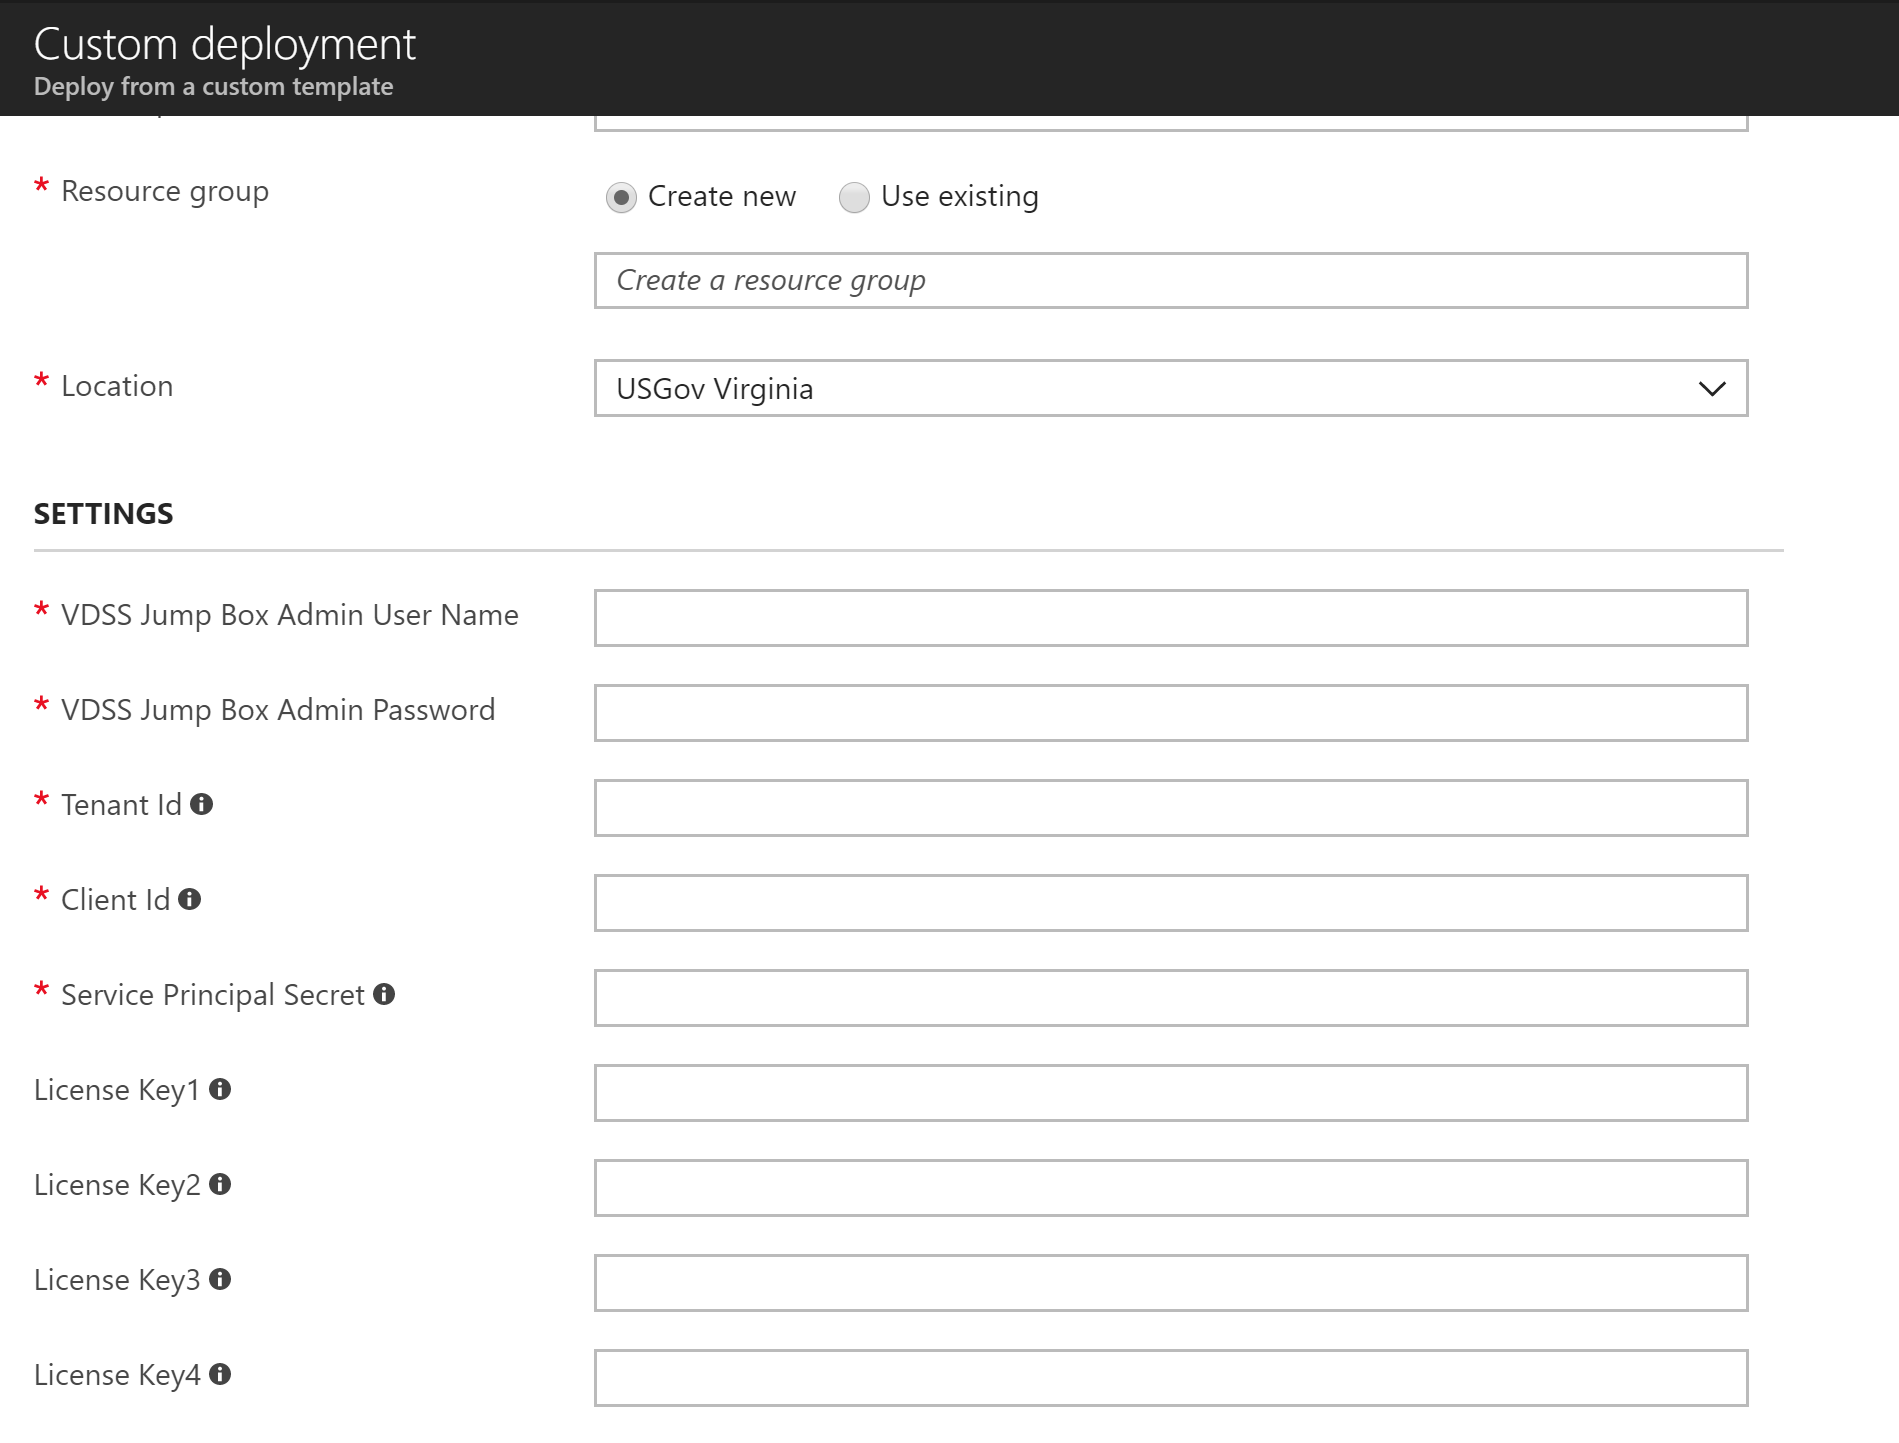 Custom deployment
Deploy from a custom template
* Resource group
Create new Use existing
Create a resource group
* Location USGov Virginia
SETTINGS
* VDSS Jump Box Admin User Name
* VDSS Jump Box Admin Password
* Tenant Id
* Client Id
* Service Principal Secret
License Key1
License Key2
License Key3
License Key4